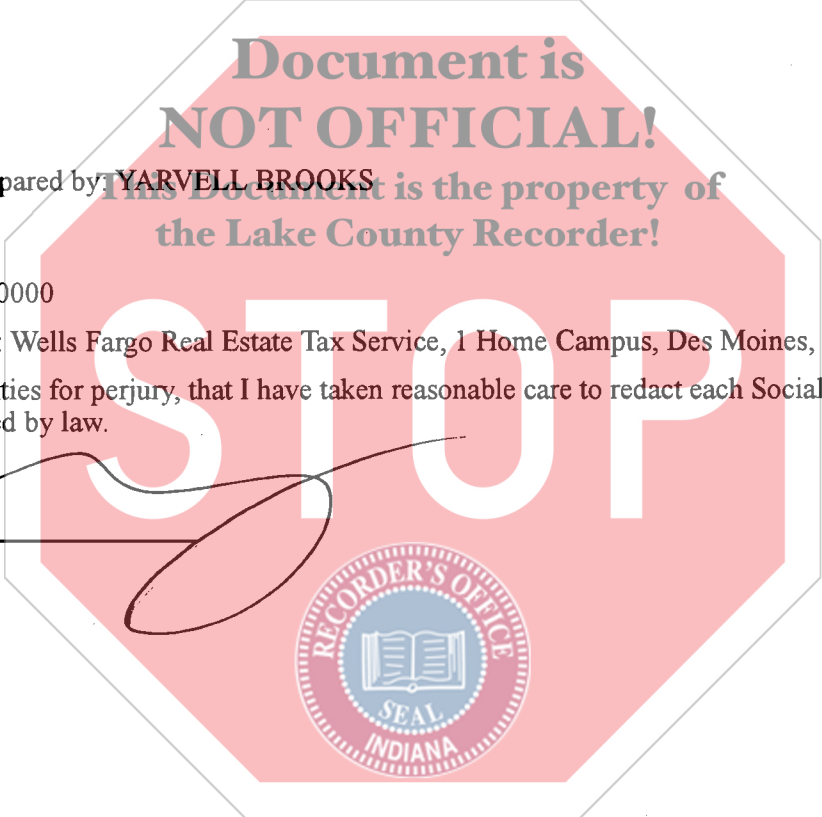 Document is
NOT OFFICIAL!
pared by: YARVELL BROOKS
This Document is the property of
the Lake County Recorder!
0000
: Wells Fargo Real Estate Tax Service, 1 Home Campus, Des Moines,
ties for perjury, that I have taken reasonable care to redact each Social
d by law.
STOP
RECORDER'S OFFICE
SEAL
INDIANA